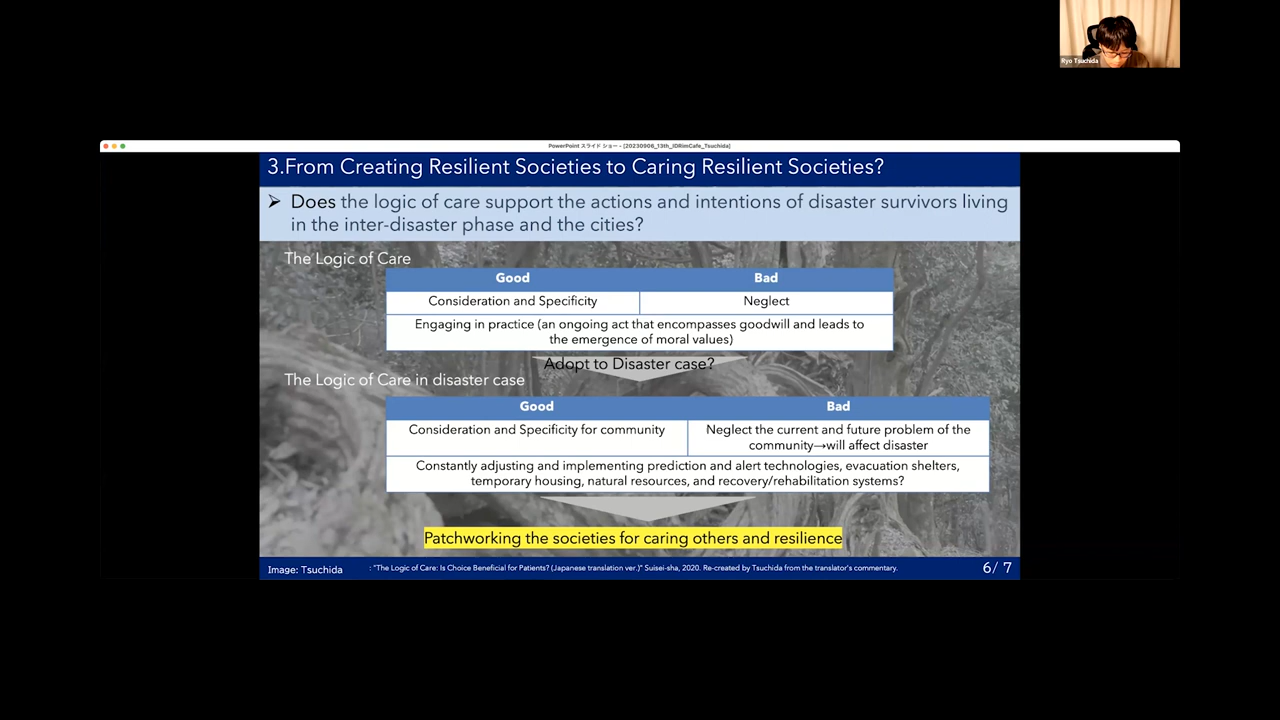 Ryo Tsuchida
PowerPoint スライド ショー - [20230906_13th_IDRimCafe_Tsuchida]
3.From Creating Resilient Societies to Caring Resilient Societies?
➢ Does the logic of care support the actions and intentions of disaster survivors living
in the inter-disaster phase and the cities?
The Logic of Care
Good Bad
Consideration and Specificity Neglect
Engaging in practice (an ongoing act that encompasses goodwill and leads to
the emergence of moral values)
Adopt to Disaster case?
The Logic of Care in disaster case
Good Bad
Consideration and Specificity for community Neglect the current and future problem of the
community→will affect disaster
Constantly adjusting and implementing prediction and alert technologies, evacuation shelters,
temporary housing, natural resources, and recovery/rehabilitation systems?
Patchworking the societies for caring others and resilience
Image: Tsuchida : "The Logic of Care: Is Choice Beneficial for Patients? (Japanese translation ver.)" Suisei-sha, 2020. Re-created by Tsuchida from the translator's commentary. 6/ 7